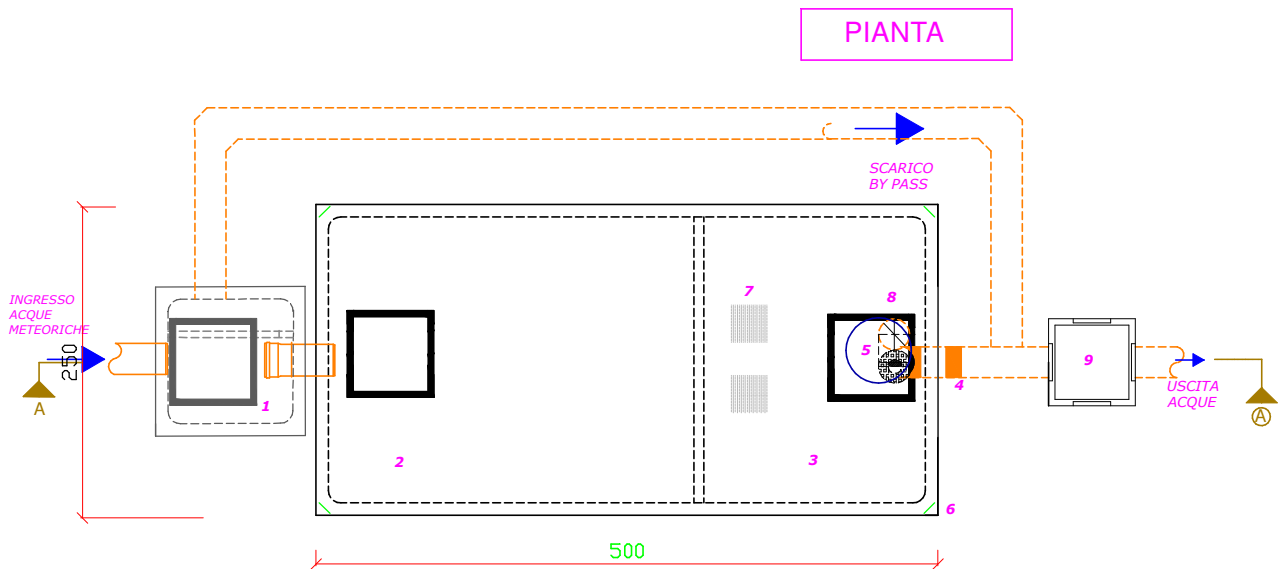 PIANTA
SCARICO
BY PASS
INGRESSO
ACQUE
METEORICHE
250
A
1
2
7
8
5
3
4
6
9
USCITA
ACQUE
A
500